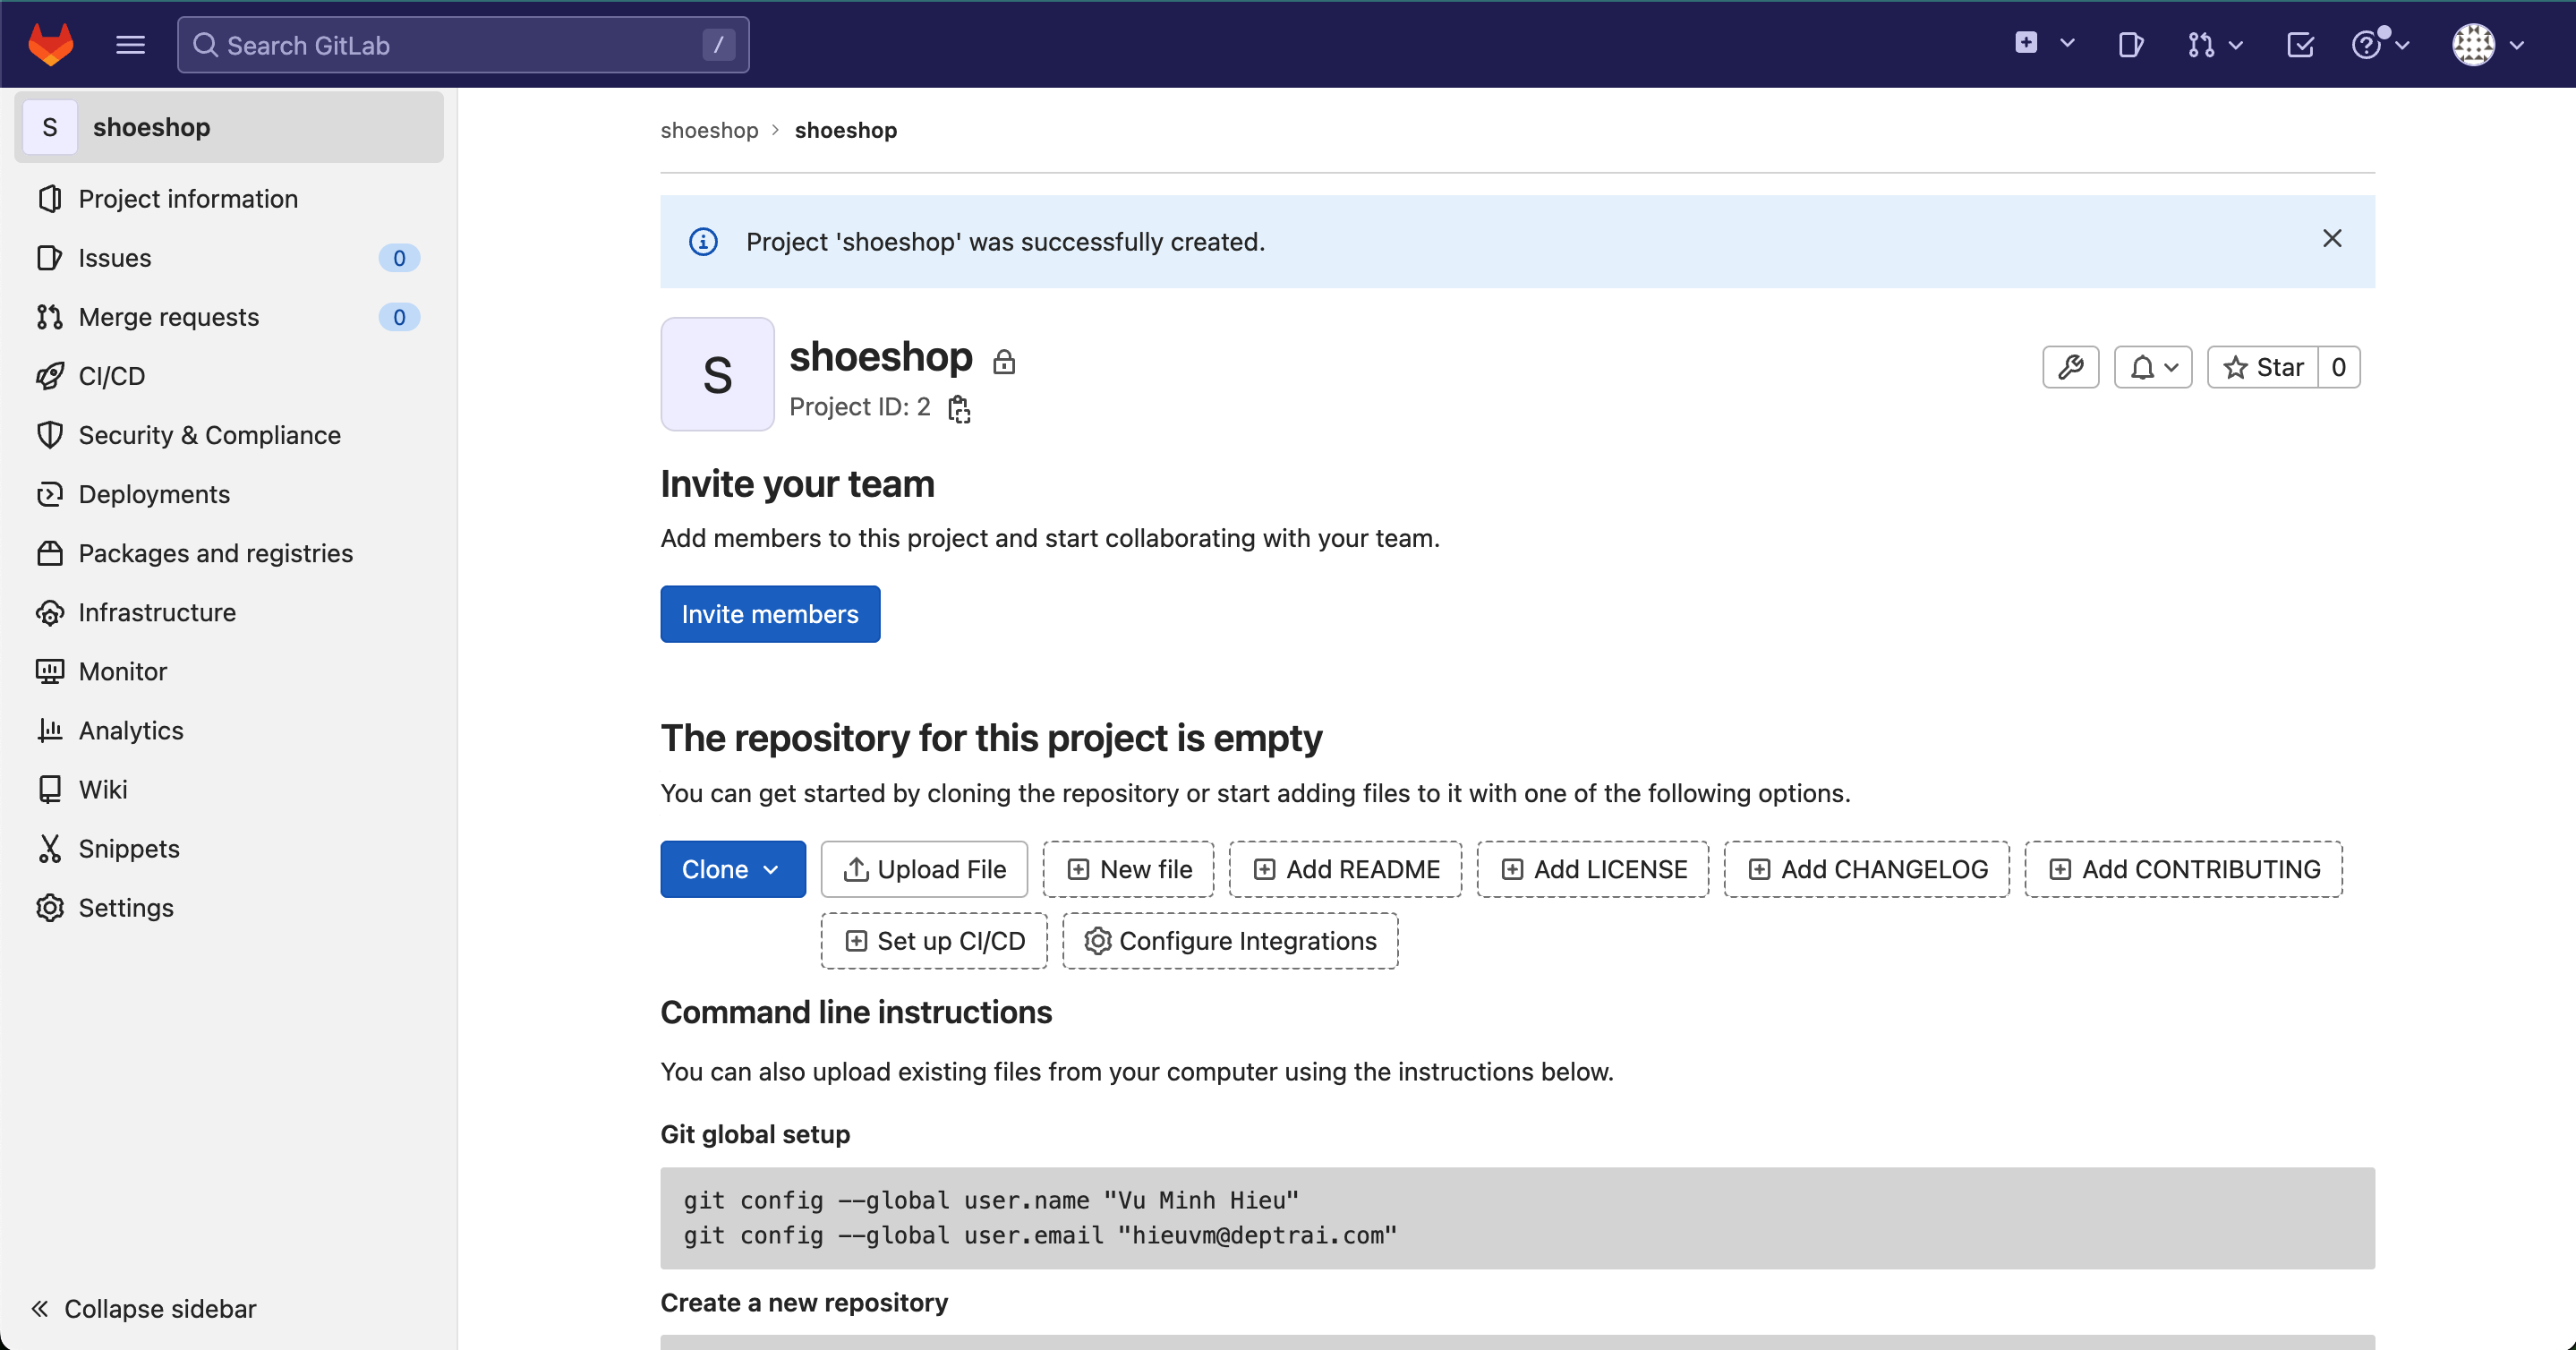 Search GitLab /
S shoeshop
Project information
Issues 0
Merge requests 0
CI/CD
Security & Compliance
Deployments
Packages and registries
Infrastructure
Monitor
Analytics
Wiki
Snippets
Settings
Collapse sidebar
shoeshop > shoeshop
Project 'shoeshop' was successfully created.
S
shoeshop
Project ID: 2
Star 0
Invite your team
Add members to this project and start collaborating with your team.
Invite members
The repository for this project is empty
You can get started by cloning the repository or start adding files to it with one of the following options.
Clone Upload File New file Add README Add LICENSE Add CHANGELOG Add CONTRIBUTING
Set up CI/CD Configure Integrations
Command line instructions
You can also upload existing files from your computer using the instructions below.
Git global setup
git config --global user.name "Vu Minh Hieu"
git config --global user.email "hieuvm@deptrai.com"
Create a new repository